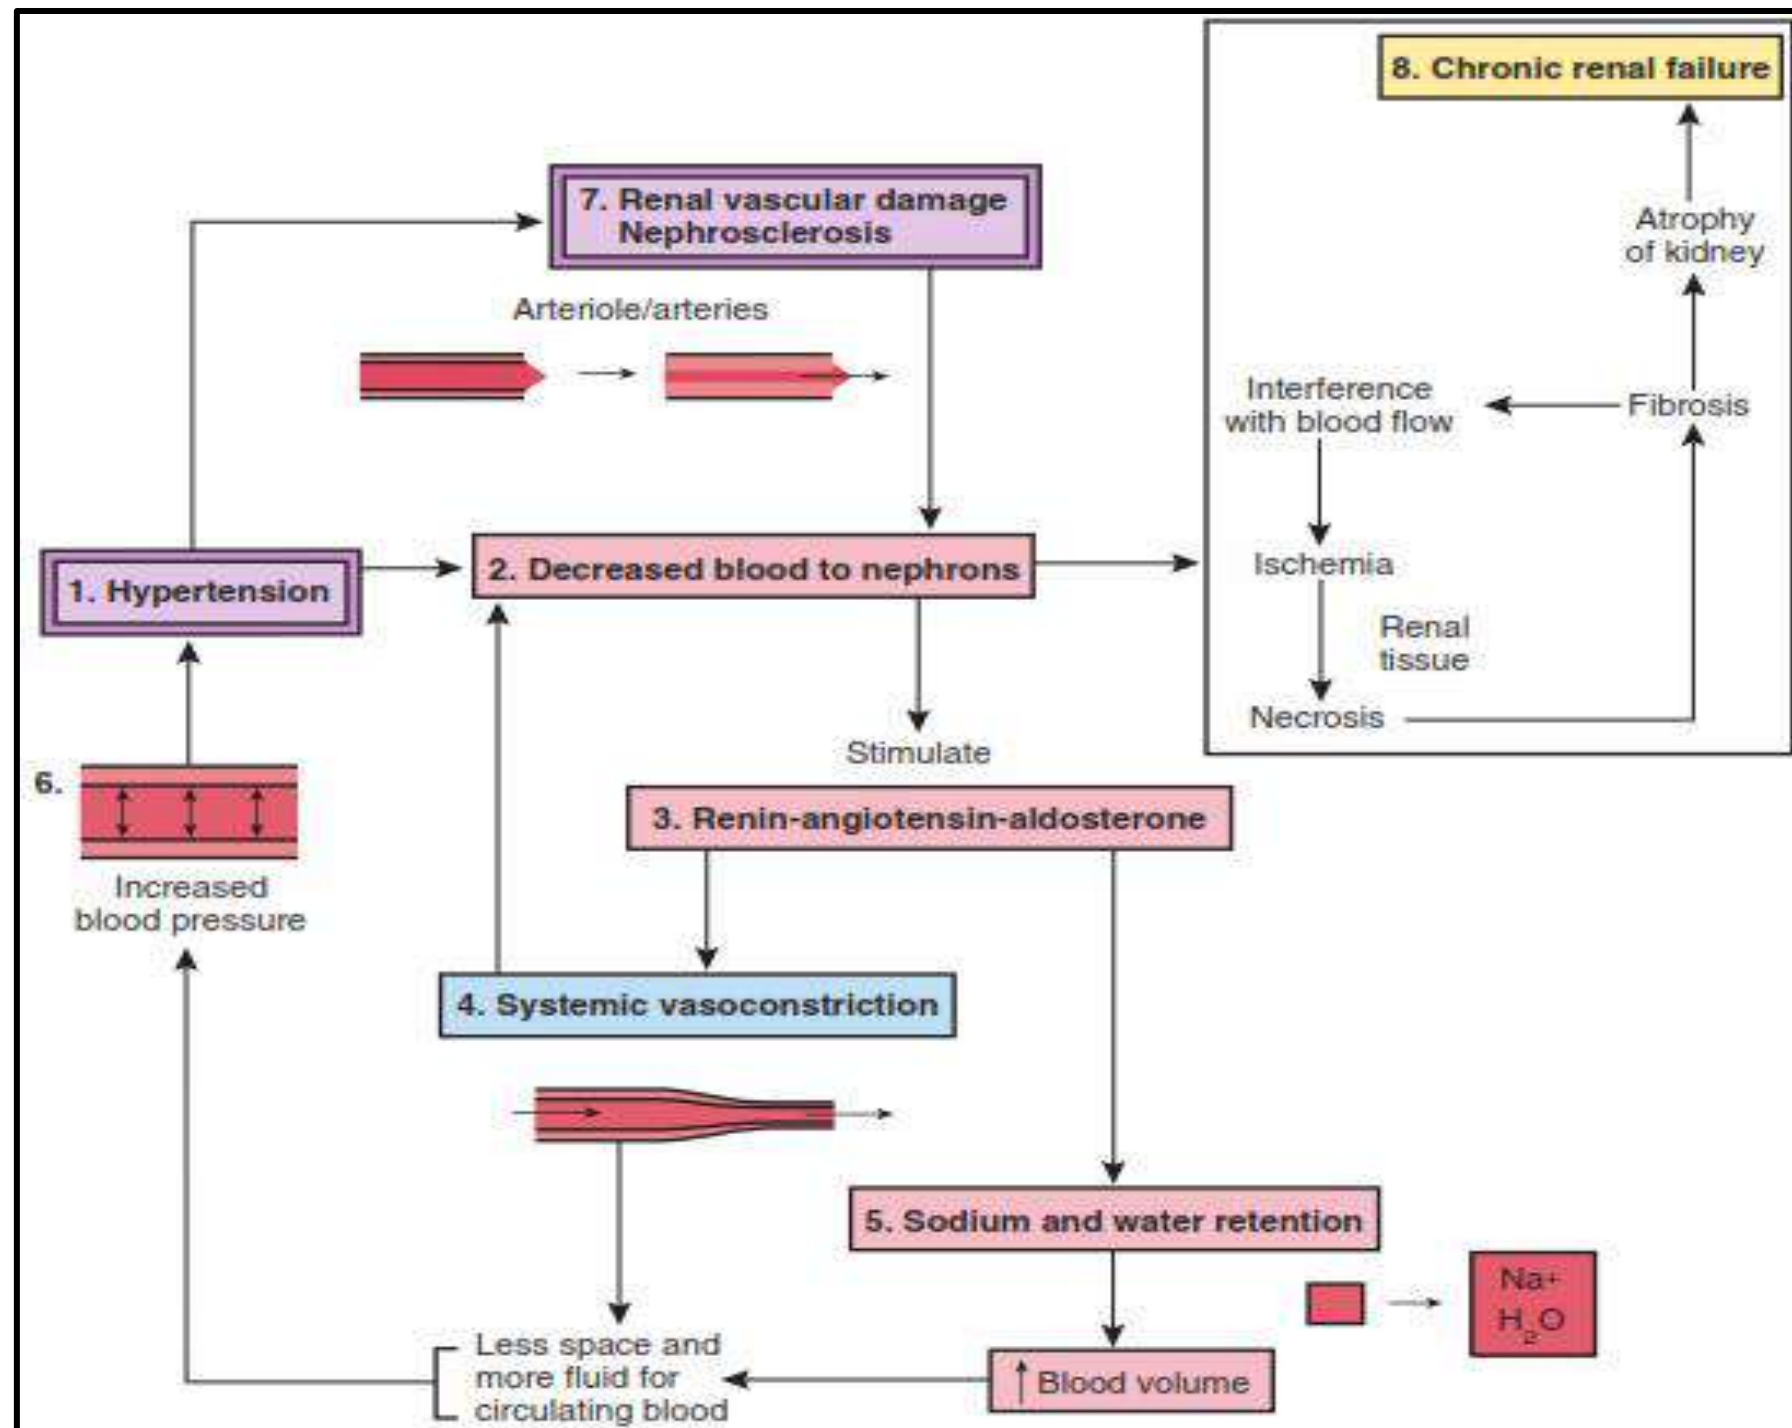 8. Chronic renal failure
7. Renal vascular damage
Nephrosclerosis
Atrophy
of kidney
Arteriole/arteries
Interference
with blood flow
Fibrosis
1. Hypertension
2. Decreased blood to nephrons
Ischemia
Renal
tissue
Necrosis
Stimulate
6.
3. Renin-angiotensin-aldosterone
Increased
blood pressure
4. Systemic vasoconstriction
5. Sodium and water retention
Na+
H₂O
Less space and
more fluid for
circulating blood
↑ Blood volume